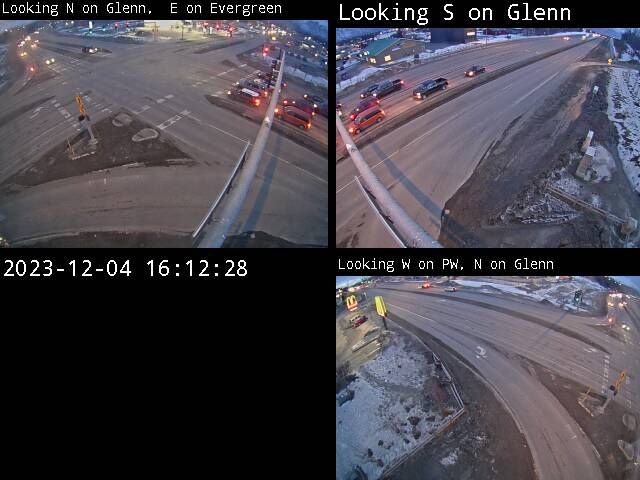 Looking N on Glenn, E on Evergreen
Looking S on Glenn
2023-12-04 16:12:28
Looking W on PW, N on Glenn